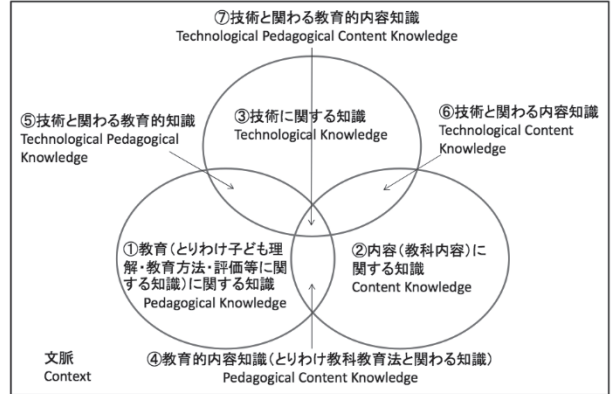 ⑦技術と関わる教育的内容知識
Technological Pedagogical Content Knowledge
⑤技術と関わる教育的知識
Technological Pedagogical
Knowledge
③技術に関する知識
Technological Knowledge
⑥技術と関わる内容知識
Technological Content
Knowledge
①教育(とりわけ子ども理
解・教育方法・評価等に関
する知識)に関する知識
Pedagogical Knowledge
②内容(教科内容)に
関する知識
Content Knowledge
文脈
Context
④教育的内容知識(とりわけ教科教育法と関わる知識)
Pedagogical Content Knowledge